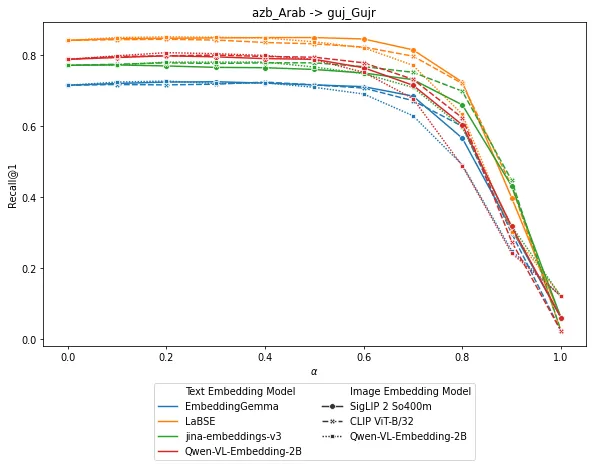 azb_Arab -> guj_Gujr
Recall@1
0.8
0.6
0.4
0.2
0.0
0.0 0.2 0.4 0.6 0.8 1.0
α
Text Embedding Model
EmbeddingGemma
LaBSE
jina-embeddings-v3
Qwen-VL-Embedding-2B
Image Embedding Model
SigLIP 2 So400m
CLIP ViT-B/32
Qwen-VL-Embedding-2B